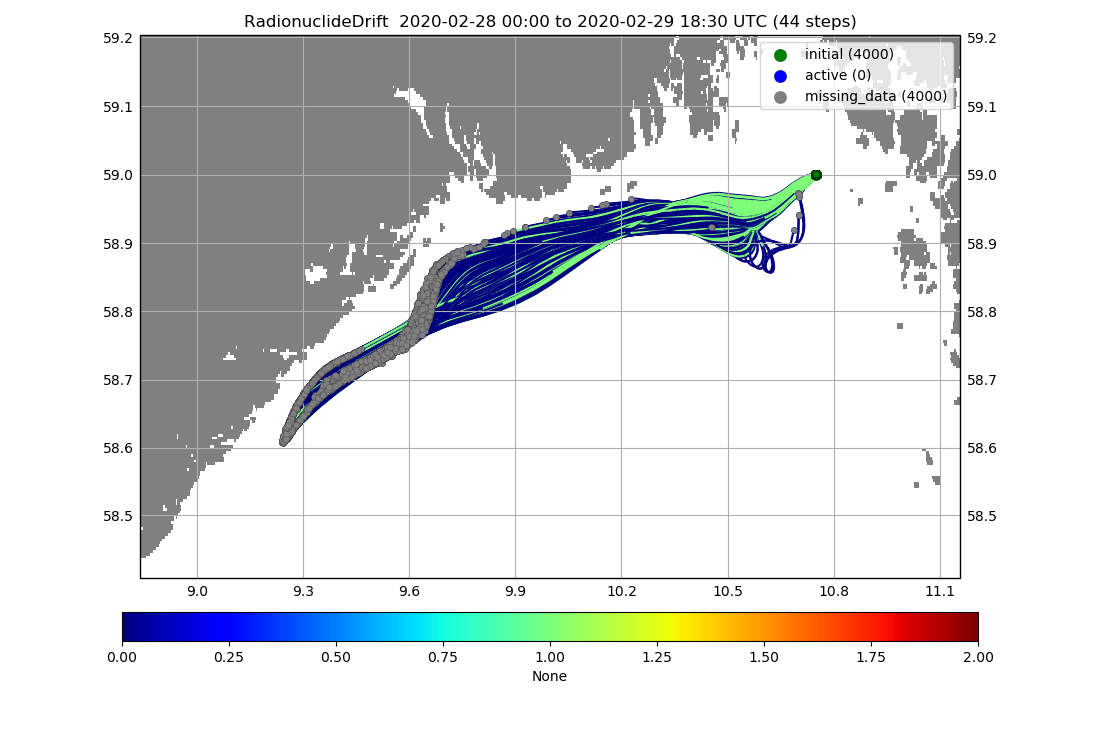 RadionuclideDrift 2020-02-28 00:00 to 2020-02-29 18:30 UTC (44 steps)
initial (4000)
active (0)
missing_data (4000)
59.2 59.2
59.1 59.1
59.0 59.0
58.9 58.9
58.8 58.8
58.7 58.7
58.6 58.6
58.5 58.5
9.0 9.3 9.6 9.9 10.2 10.5 10.8 11.1
0.00 0.25 0.50 0.75 1.00 1.25 1.50 1.75 2.00
None